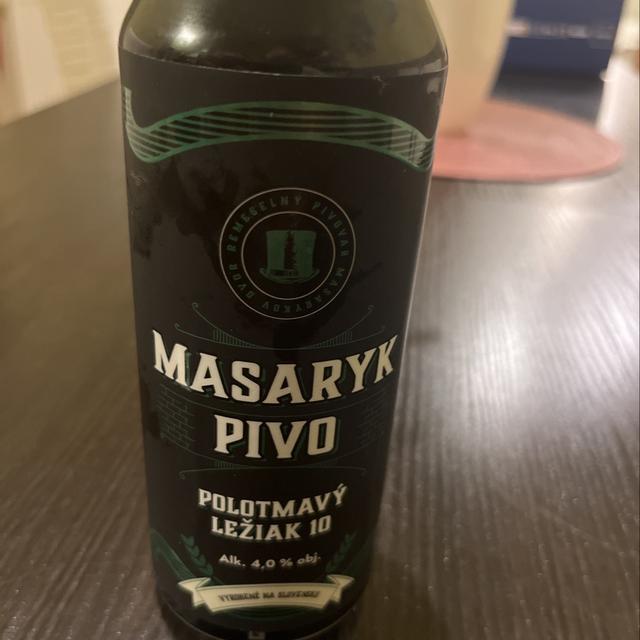 REMESELNÝ PIVOVAR MASARYKOV DVOR
MASARYK
PIVO
POLOTMAVÝ
LEŽIAK 10
Alk. 4,0 % obj.
VYROBENÉ NA SLOVENSKU